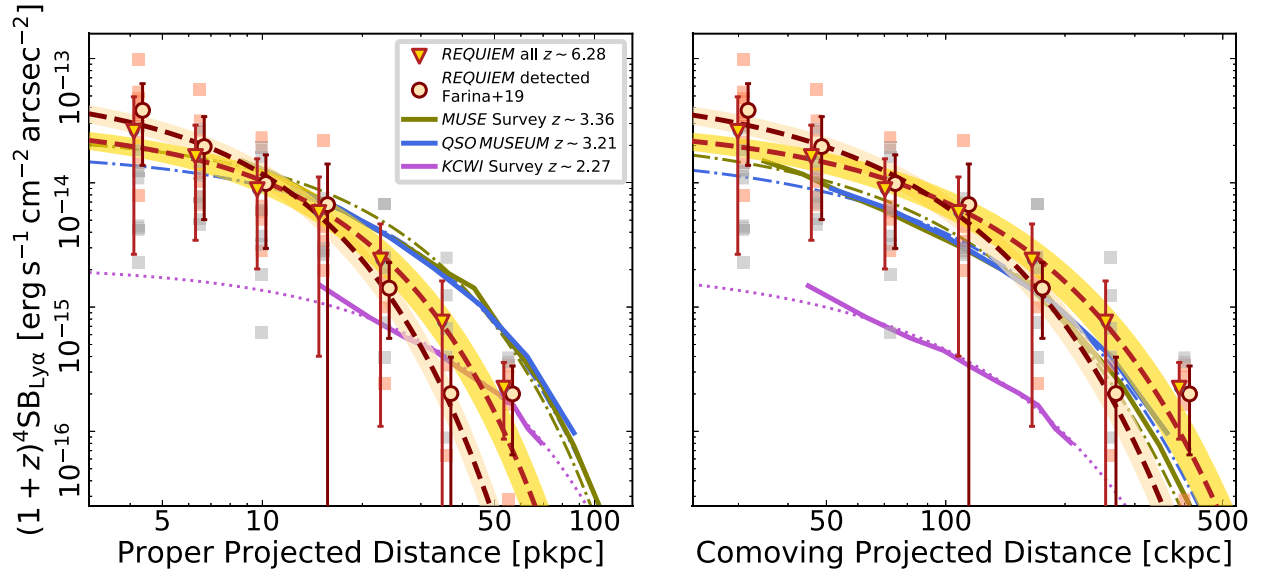 (1 + z)⁴SB_Lyα [erg s⁻¹ cm⁻² arcsec⁻²]
10⁻¹³
10⁻¹⁴
10⁻¹⁵
10⁻¹⁶
REQUIEM all z ~ 6.28
REQUIEM detected
Farina+19
MUSE Survey z ~ 3.36
QSO MUSEUM z ~ 3.21
KCWI Survey z ~ 2.27
5 10 50 100
Proper Projected Distance [pkpc]
50 100 500
Comoving Projected Distance [ckpc]